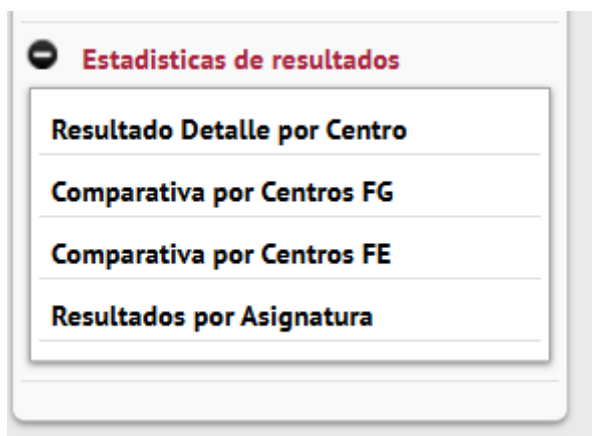 Estadisticas de resultados
Resultado Detalle por Centro
Comparativa por Centros FG
Comparativa por Centros FE
Resultados por Asignatura